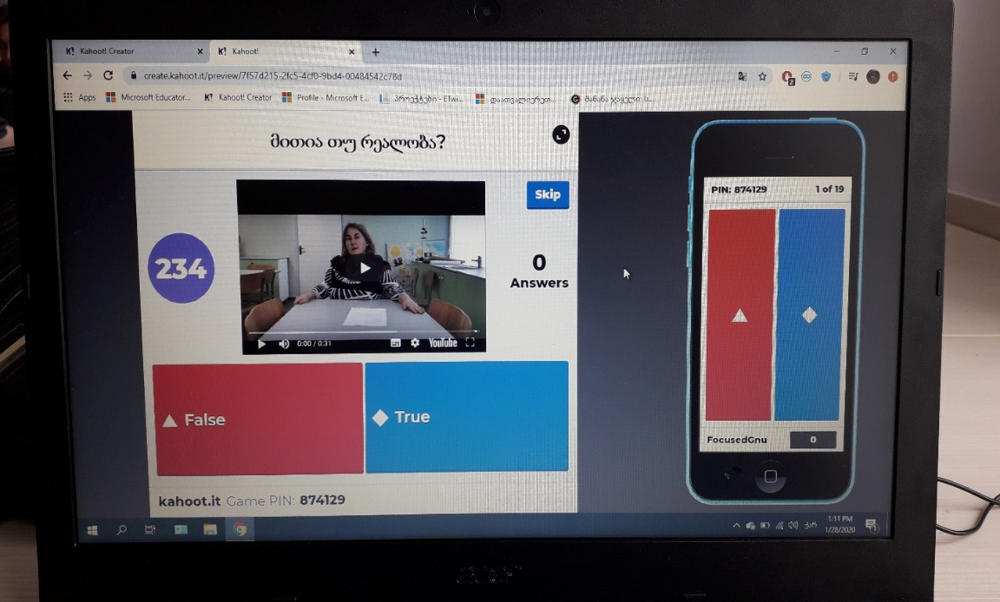 K! Kahoot! Creator
K! Kahoot!
create.kahoot.it/preview/7f57d215-2fc5-4cf0-9bd4-00484542c78d
Apps Microsoft Educator... K! Kahoot! Creator Profile - Microsoft E... პროექტები - ETwi... დაათვალიერეთ...
მითია თუ რეალობა?
Skip
234
0
Answers
0:00 / 0:31 YouTube
False
True
kahoot.it Game PIN: 874129
PIN: 874129 1 of 19
FocusedGnu 0
ქარ
1:11 PM
1/28/2020
acer